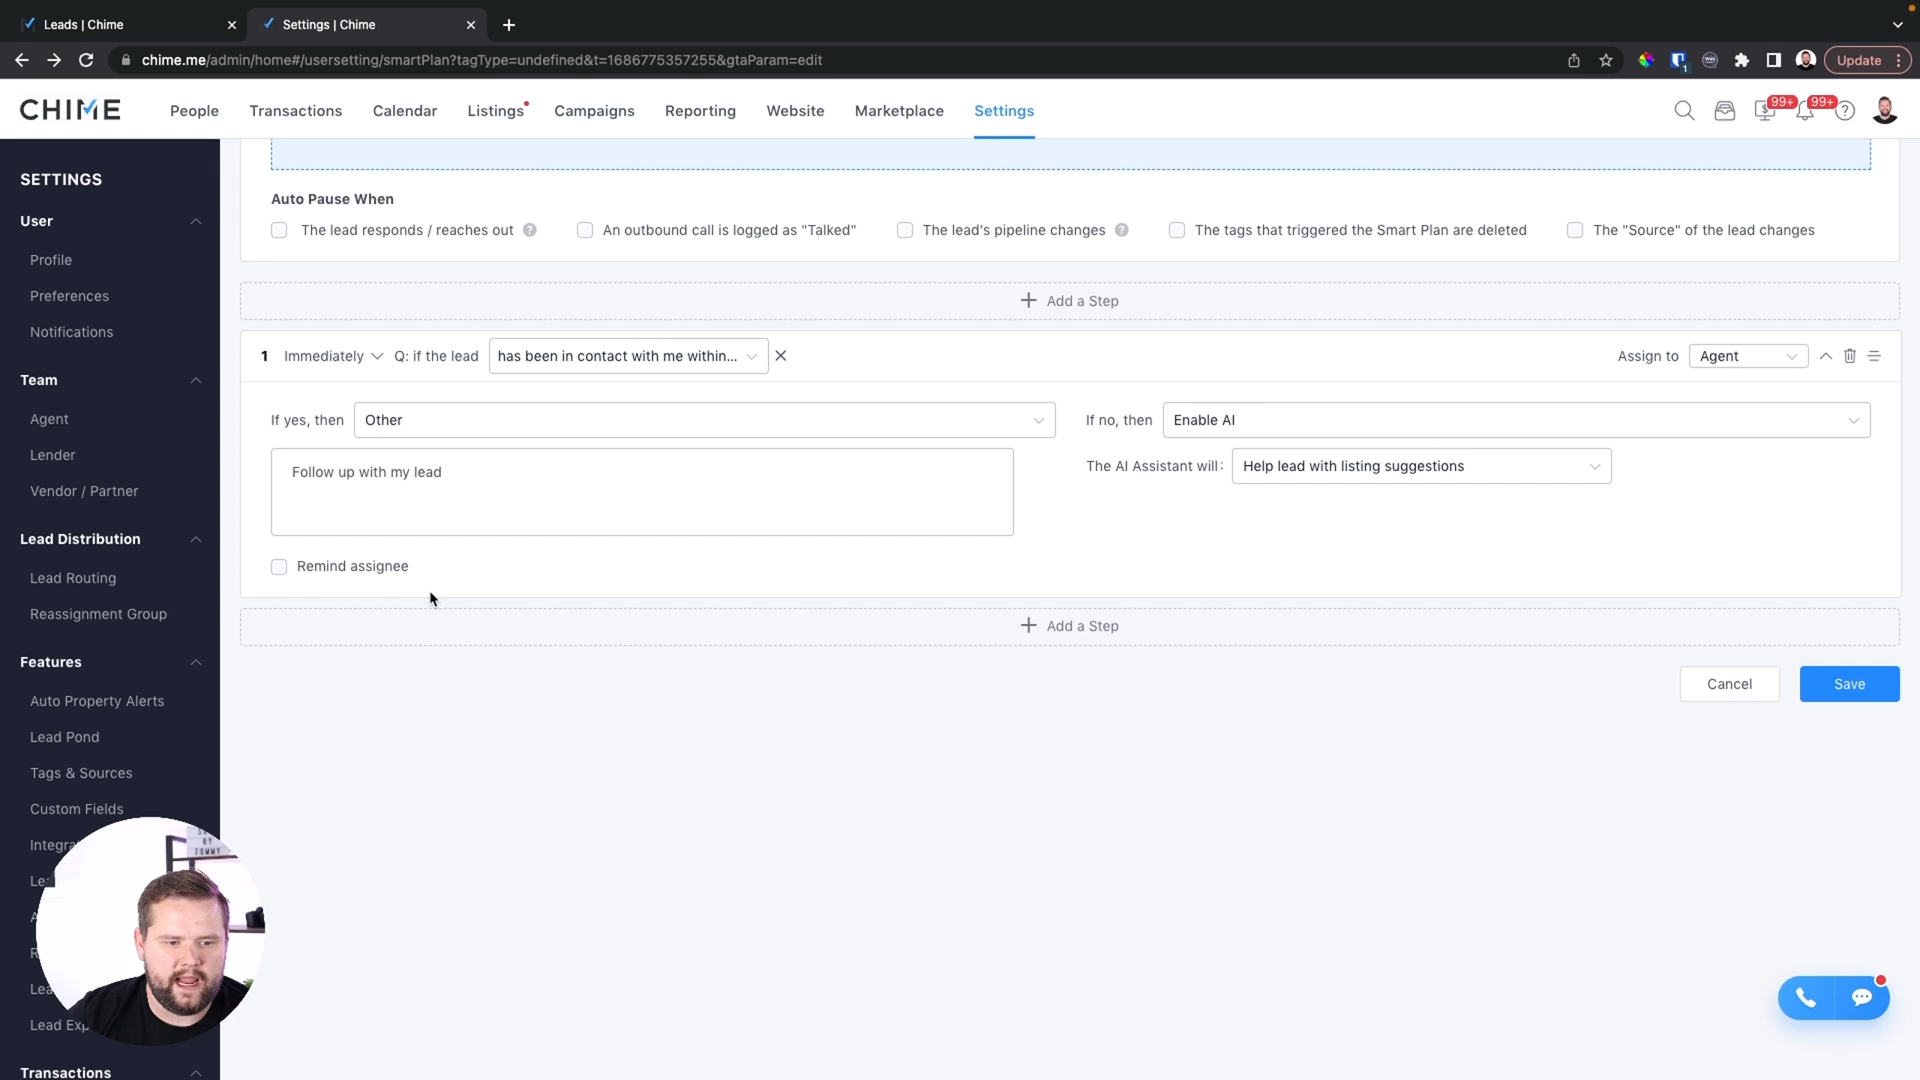 Leads | Chime
Settings | Chime
chime.me/admin/home#/usersetting/smartPlan?tagType=undefined&t=1686775357255&gtaParam=edit
1
Update
CHIME
People
Transactions
Calendar
Listings
Campaigns
Reporting
Website
Marketplace
Settings
99+
99+
SETTINGS
User
Profile
Preferences
Notifications
Team
Agent
Lender
Vendor / Partner
Lead Distribution
Lead Routing
Reassignment Group
Features
Auto Property Alerts
Lead Pond
Tags & Sources
Custom Fields
Transactions
Auto Pause When
The lead responds / reaches out
An outbound call is logged as "Talked"
The lead's pipeline changes
The tags that triggered the Smart Plan are deleted
The "Source" of the lead changes
+ Add a Step
1 Immediately Q: if the lead has been in contact with me within...
Assign to Agent
If yes, then Other
If no, then Enable AI
Follow up with my lead
The AI Assistant will: Help lead with listing suggestions
Remind assignee
+ Add a Step
Cancel
Save